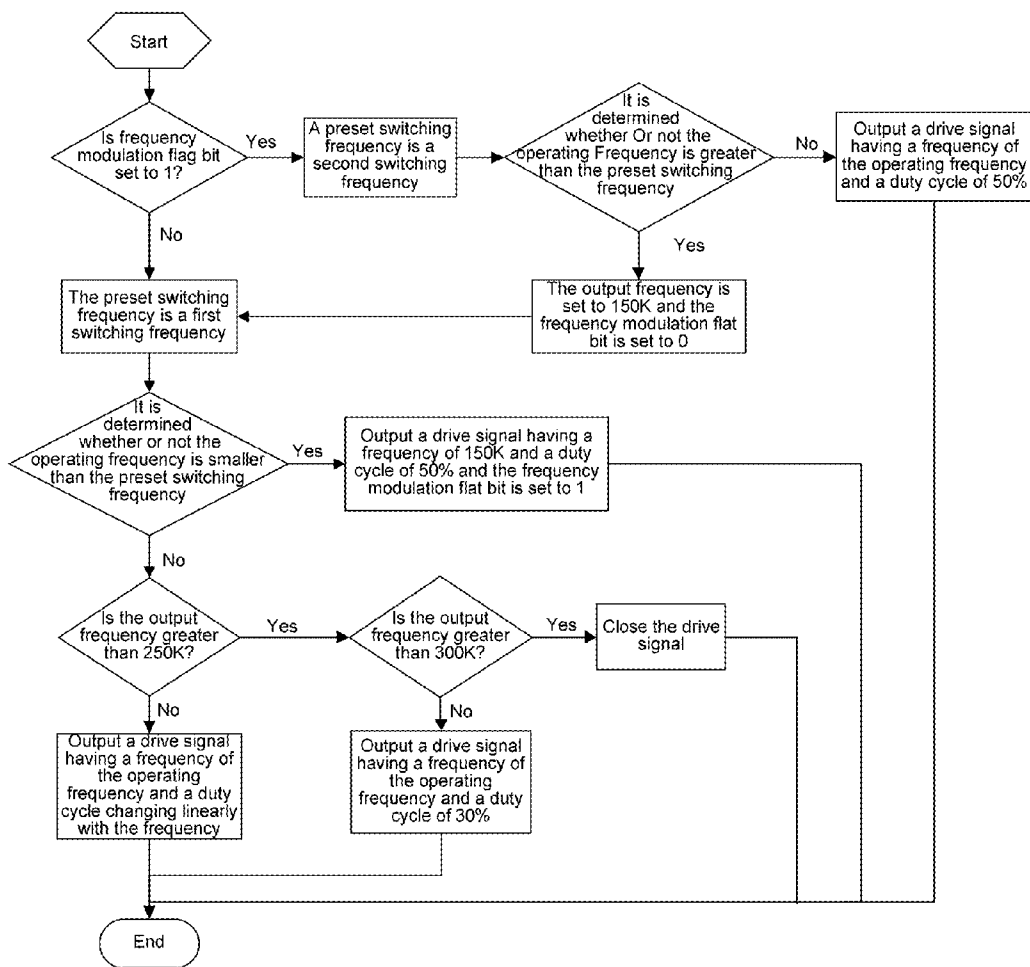 Start
Is frequency
modulation flag bit
set to 1?
Yes
A preset switching
frequency is a
second switching
frequency
It is
determined
whether Or not the
operating Frequency is greater
than the preset switching
frequency
No
Output a drive signal
having a frequency of
the operating frequency
and a duty cycle of 50%
No
Yes
The preset switching
frequency is a first
switching frequency
The output frequency is
set to 150K and the
frequency modulation flat
bit is set to 0
It is
determined
whether or not the
operating frequency is smaller
than the preset switching
frequency
Yes
Output a drive signal having a
frequency of 150K and a duty
cycle of 50% and the frequency
modulation flat bit is set to 1
No
Is the output
frequency greater
than 250K?
Yes
Is the output
frequency greater
than 300K?
Yes
Close the drive
signal
No
No
Output a drive signal
having a frequency of
the operating
frequency and a duty
cycle changing linearly
with the frequency
Output a drive signal
having a frequency of
the operating
frequency and a duty
cycle of 30%
End